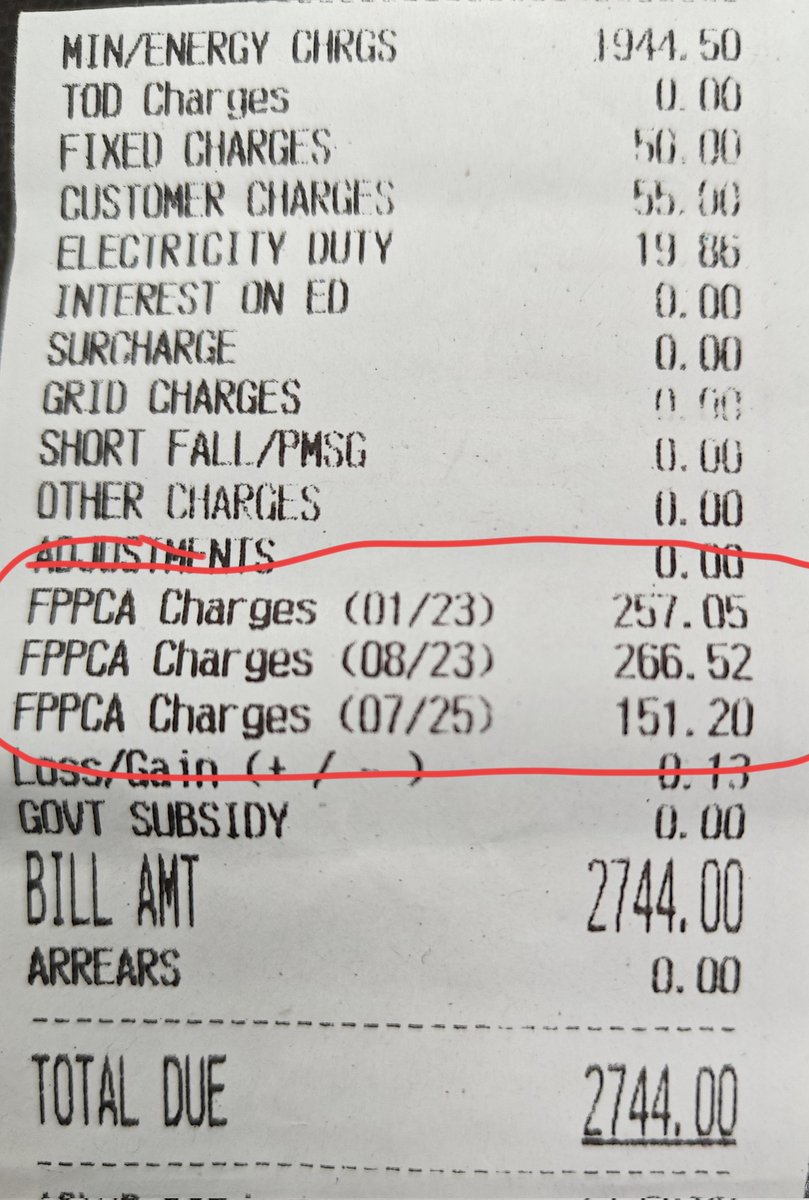 MIN/ENERGY CHRGS 1944.50
TOD Charges 0.00
FIXED CHARGES 50.00
CUSTOMER CHARGES 55.00
ELECTRICITY DUTY 19.86
INTEREST ON ED 0.00
SURCHARGE 0.00
GRID CHARGES 0.00
SHORT FALL/PMSG 0.00
OTHER CHARGES 0.00
ADJUSTMENTS 0.00
FPPCA Charges (01/23) 257.05
FPPCA Charges (08/23) 266.52
FPPCA Charges (07/25) 151.20
Loss/Gain (+ / - ) 0.13
GOVT SUBSIDY 0.00
BILL AMT 2744.00
ARREARS 0.00
TOTAL DUE 2744.00